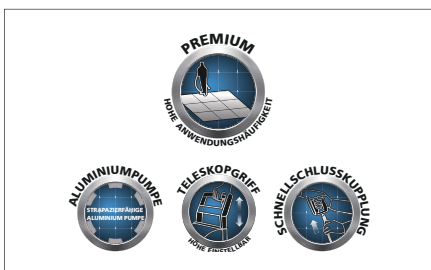 PREMIUM
HOHE ANWENDUNGSHÄUFIGKEIT
ALUMINIUMPUMPE
STRAPAZIERFÄHIGE
ALUMINIUM PUMPE
TELESKOPGRIFF
HÖHE EINSTELLBAR
SCHNELLSCHLUSSKUPPLUNG